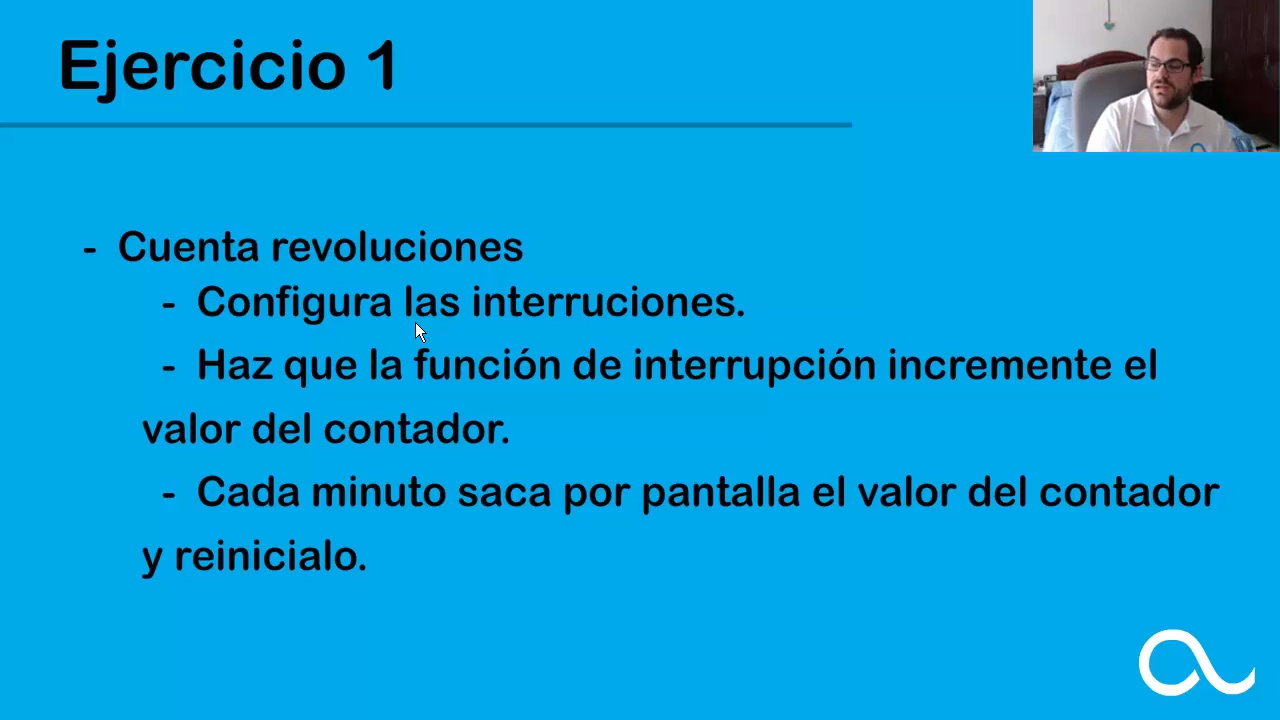 Ejercicio 1
- Cuenta revoluciones
- Configura las interruciones.
- Haz que la función de interrupción incremente el
valor del contador.
- Cada minuto saca por pantalla el valor del contador
y reinicialo.